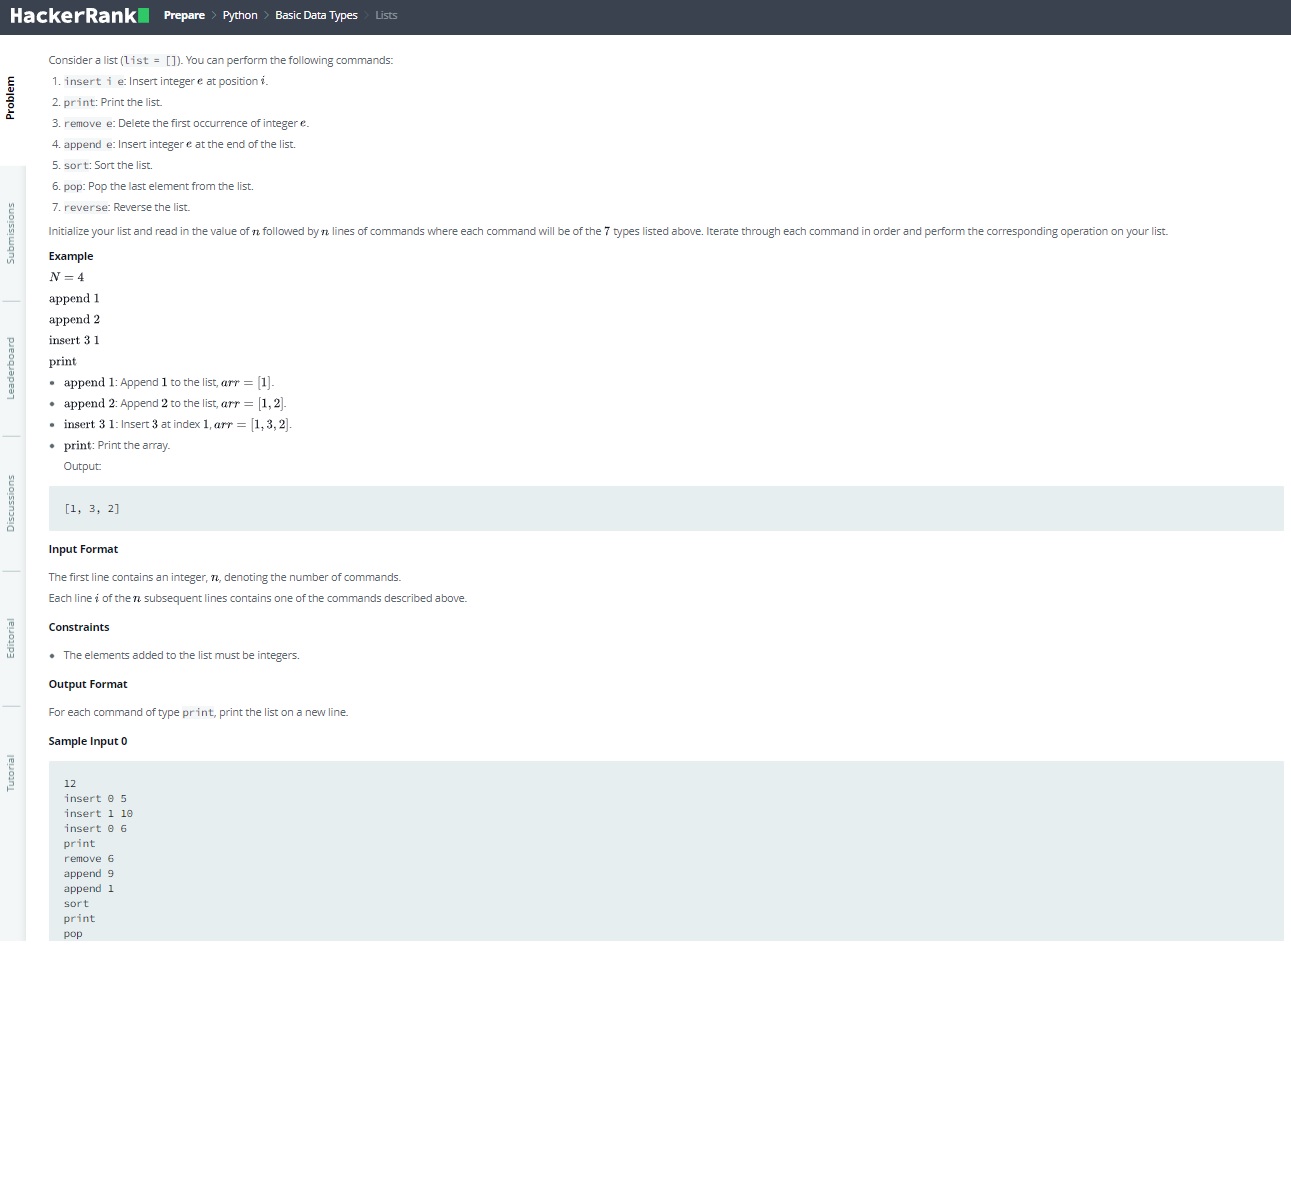 HackerRank Prepare > Python > Basic Data Types > Lists
Problem
Submissions
Leaderboard
Discussions
Editorial
Tutorial
Consider a list (list = []). You can perform the following commands:
1. insert i e: Insert integer e at position i.
2. print: Print the list.
3. remove e: Delete the first occurrence of integer e.
4. append e: Insert integer e at the end of the list.
5. sort: Sort the list.
6. pop: Pop the last element from the list.
7. reverse: Reverse the list.
Initialize your list and read in the value of n followed by n lines of commands where each command will be of the 7 types listed above. Iterate through each command in order and perform the corresponding operation on your list.
Example
N = 4
append 1
append 2
insert 3 1
print
• append 1: Append 1 to the list, arr = [1].
• append 2: Append 2 to the list, arr = [1, 2].
• insert 3 1: Insert 3 at index 1, arr = [1, 3, 2].
• print: Print the array.
Output:
[1, 3, 2]
Input Format
The first line contains an integer, n, denoting the number of commands.
Each line i of the n subsequent lines contains one of the commands described above.
Constraints
• The elements added to the list must be integers.
Output Format
For each command of type print, print the list on a new line.
Sample Input 0
12
insert 0 5
insert 1 10
insert 0 6
print
remove 6
append 9
append 1
sort
print
pop